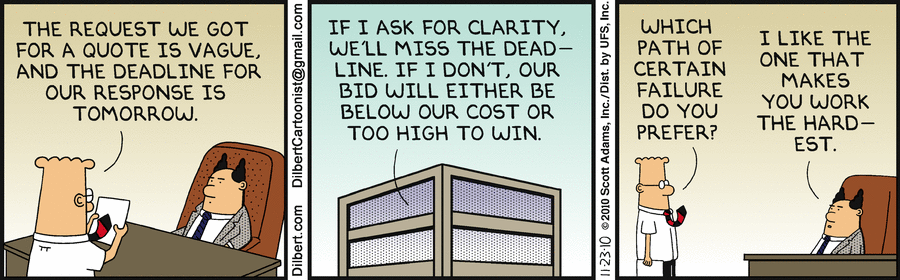 THE REQUEST WE GOT
FOR A QUOTE IS VAGUE,
AND THE DEADLINE FOR
OUR RESPONSE IS
TOMORROW.
DilbertCartoonist@gmail.com
Dilbert.com
IF I ASK FOR CLARITY,
WE'LL MISS THE DEAD-
LINE. IF I DON'T, OUR
BID WILL EITHER BE
BELOW OUR COST OR
TOO HIGH TO WIN.
11-23-10 © 2010 Scott Adams, Inc./Dist. by UFS, Inc.
WHICH
PATH OF
CERTAIN
FAILURE
DO YOU
PREFER?
I LIKE THE
ONE THAT
MAKES
YOU WORK
THE HARD-
EST.